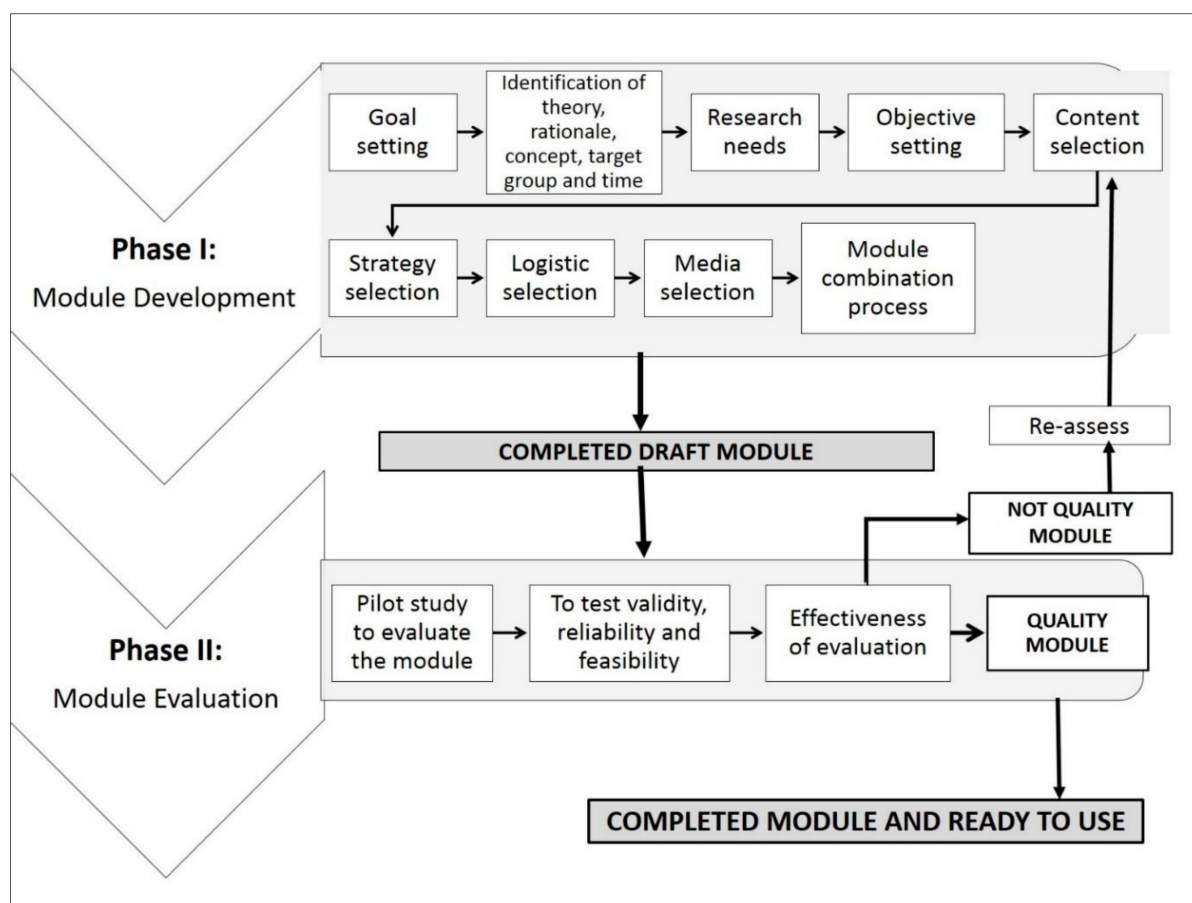 Goal
setting
Identification of
theory,
rationale,
concept, target
group and time
Research
needs
Objective
setting
Content
selection
Phase I:
Module Development
Strategy
selection
Logistic
selection
Media
selection
Module
combination
process
Re-assess
COMPLETED DRAFT MODULE
NOT QUALITY
MODULE
Phase II:
Module Evaluation
Pilot study
to evaluate
the module
To test validity,
reliability and
feasibility
Effectiveness
of evaluation
QUALITY
MODULE
COMPLETED MODULE AND READY TO USE